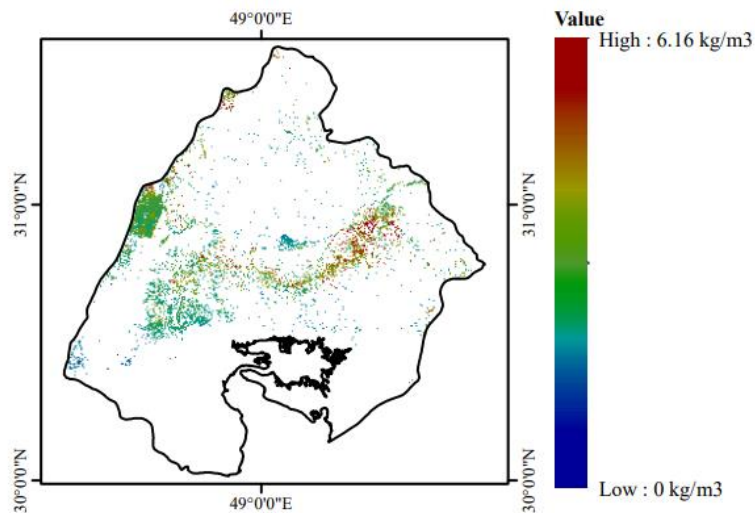 49°0'0"E
Value
High : 6.16 kg/m3
31°0'0"N
31°0'0"N
30°0'0"N
30°0'0"N
Low : 0 kg/m3
49°0'0"E